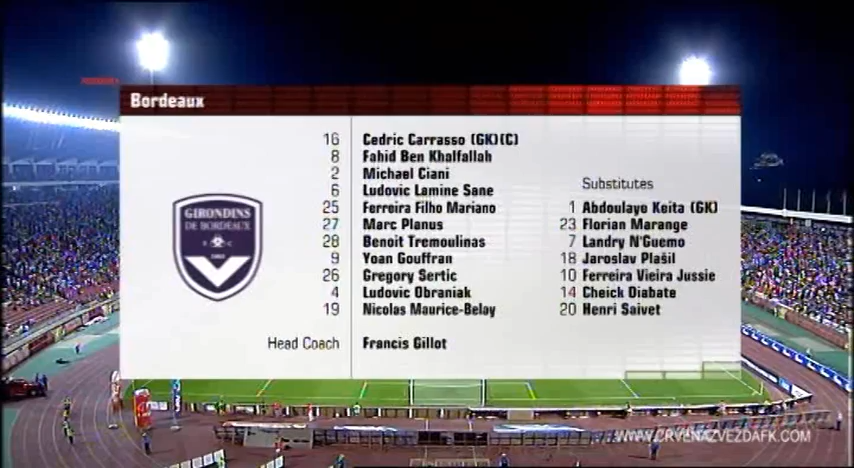 Bordeaux
16 Cedric Carrasso (GK)(C)
8 Fahid Ben Khalfallah
2 Michael Ciani
6 Ludovic Lamine Sane
25 Ferreira Filho Mariano
27 Marc Planus
28 Benoit Tremoulinas
9 Yoan Gouffran
26 Gregory Sertic
4 Ludovic Obraniak
19 Nicolas Maurice-Belay
Head Coach Francis Gillot
Substitutes
1 Abdoulaye Keita (GK)
23 Florian Marange
7 Landry N'Guemo
18 Jaroslav Plašil
10 Ferreira Vieira Jussie
14 Cheick Diabate
20 Henri Saivet
GIRONDINS
DE BORDEAUX
WWW.CRVENAZVEZDAFK.COM